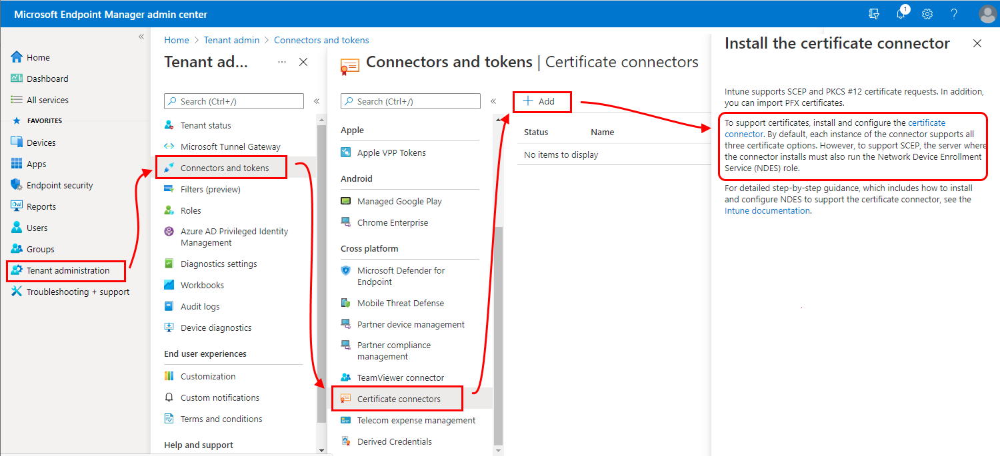 Microsoft Endpoint Manager admin center
1
«
Home
Dashboard
All services
FAVORITES
Devices
Apps
Endpoint security
Reports
Users
Groups
Tenant administration
Troubleshooting + support
Home > Tenant admin > Connectors and tokens
Tenant ad...
Search (Ctrl+/)
«
Tenant status
Microsoft Tunnel Gateway
Connectors and tokens
Filters (preview)
Roles
Azure AD Privileged Identity
Management
Diagnostics settings
Workbooks
Audit logs
Device diagnostics
End user experiences
Customization
Custom notifications
Terms and conditions
Help and support
Connectors and tokens | Certificate connectors
Search (Ctrl+/)
«
Apple
Apple VPP Tokens
Android
Managed Google Play
Chrome Enterprise
Cross platform
Microsoft Defender for
Endpoint
Mobile Threat Defense
Partner device management
Partner compliance
management
TeamViewer connector
Certificate connectors
Telecom expense management
Derived Credentials
+ Add
Status Name
No items to display
Install the certificate connector
Intune supports SCEP and PKCS #12 certificate requests. In addition,
you can import PFX certificates.
To support certificates, install and configure the certificate
connector. By default, each instance of the connector supports all
three certificate options. However, to support SCEP, the server where
the connector installs must also run the Network Device Enrollment
Service (NDES) role.
For detailed step-by-step guidance, which includes how to install
and configure NDES to support the certificate connector, see the
Intune documentation.